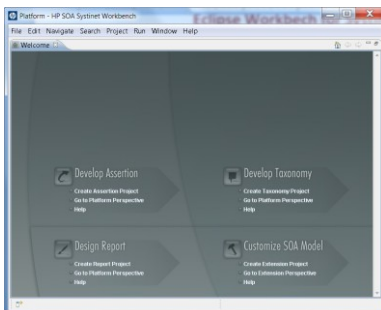 Platform - HP SOA Systinet Workbench
Eclipse Workbech
File Edit Navigate Search Project Run Window Help
Welcome
Develop Assertion
Create Assertion Project
Go to Platform Perspective
Help
Develop Taxonomy
Create Taxonomy Project
Go to Platform Perspective
Help
Design Report
Create Report Project
Go to Platform Perspective
Help
Customize SOA Model
Create Extension Project
Go to Extension Perspective
Help